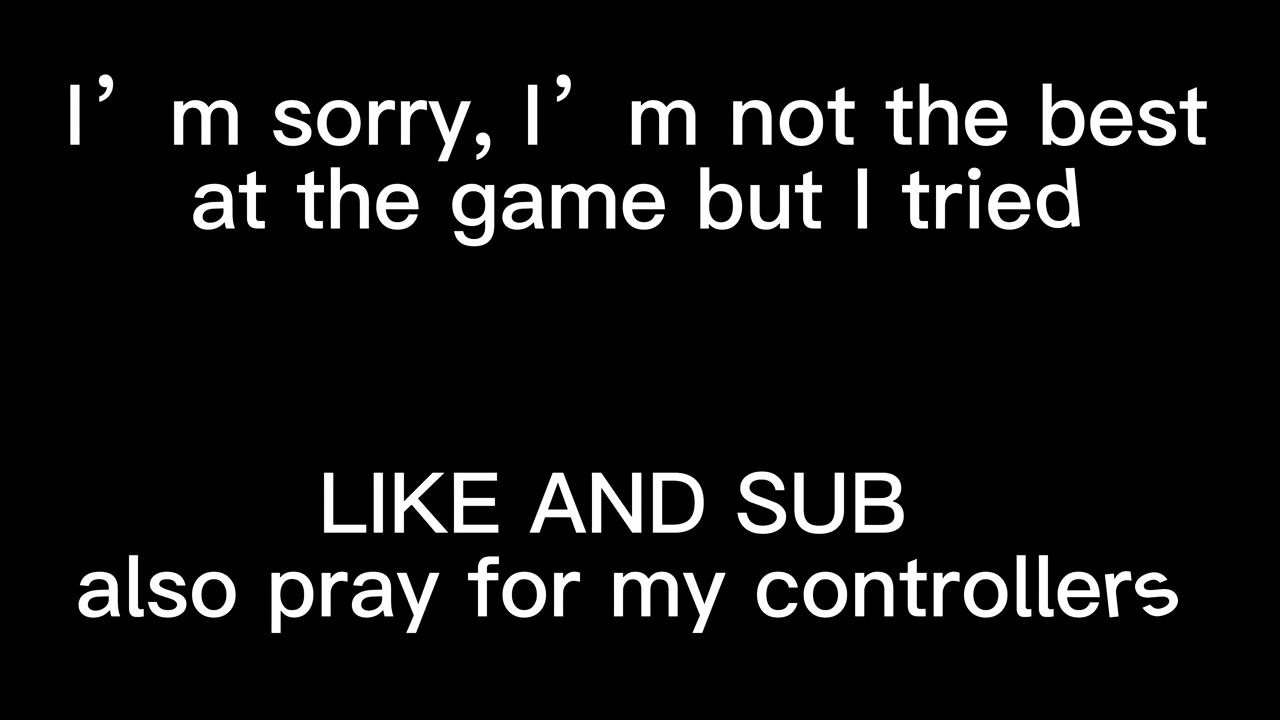 I’m sorry, I’m not the best
at the game but I tried
LIKE AND SUB
also pray for my controllers